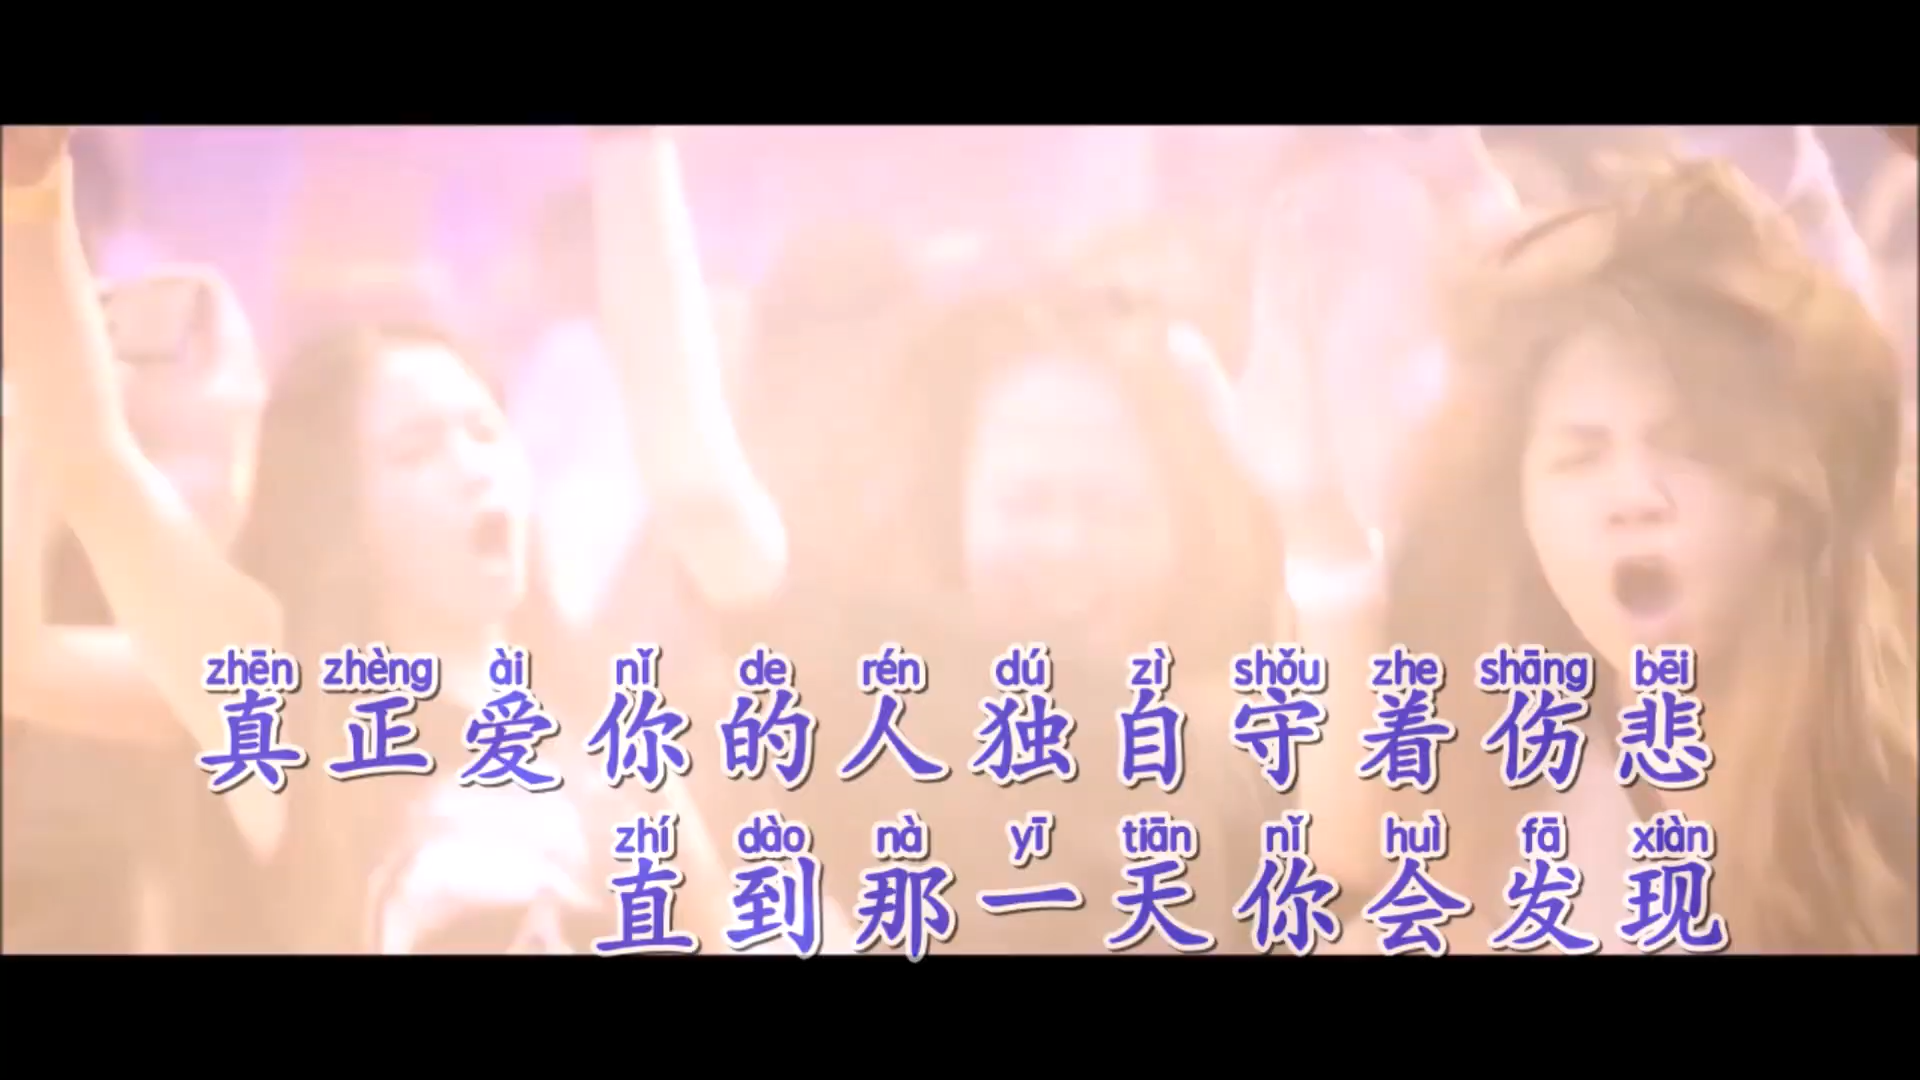 zhēn zhèng ài nǐ de rén dú zì shǒu zhe shāng bēi
真正爱你的人独自守着伤悲
zhí dào nà yī tiān nǐ huì fā xiàn
直到那一天你会发现